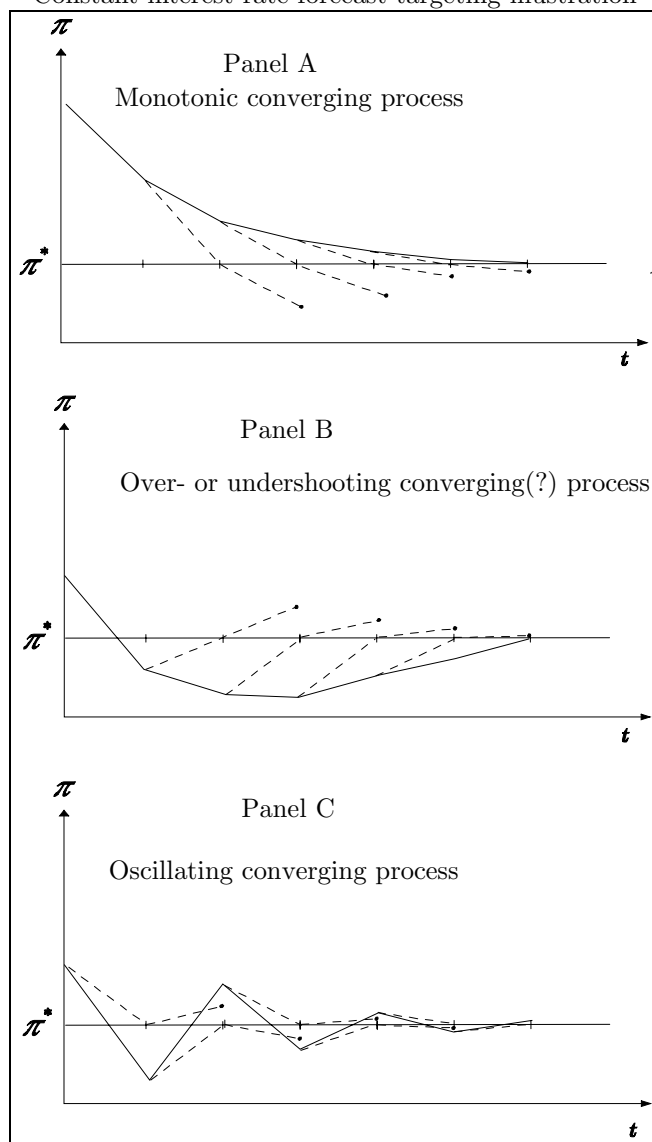 Constant interest rate forecast targeting illustration
π
Panel A
Monotonic converging process
π*
t
π
Panel B
Over- or undershooting converging(?) process
π*
t
π
Panel C
Oscillating converging process
π*
t